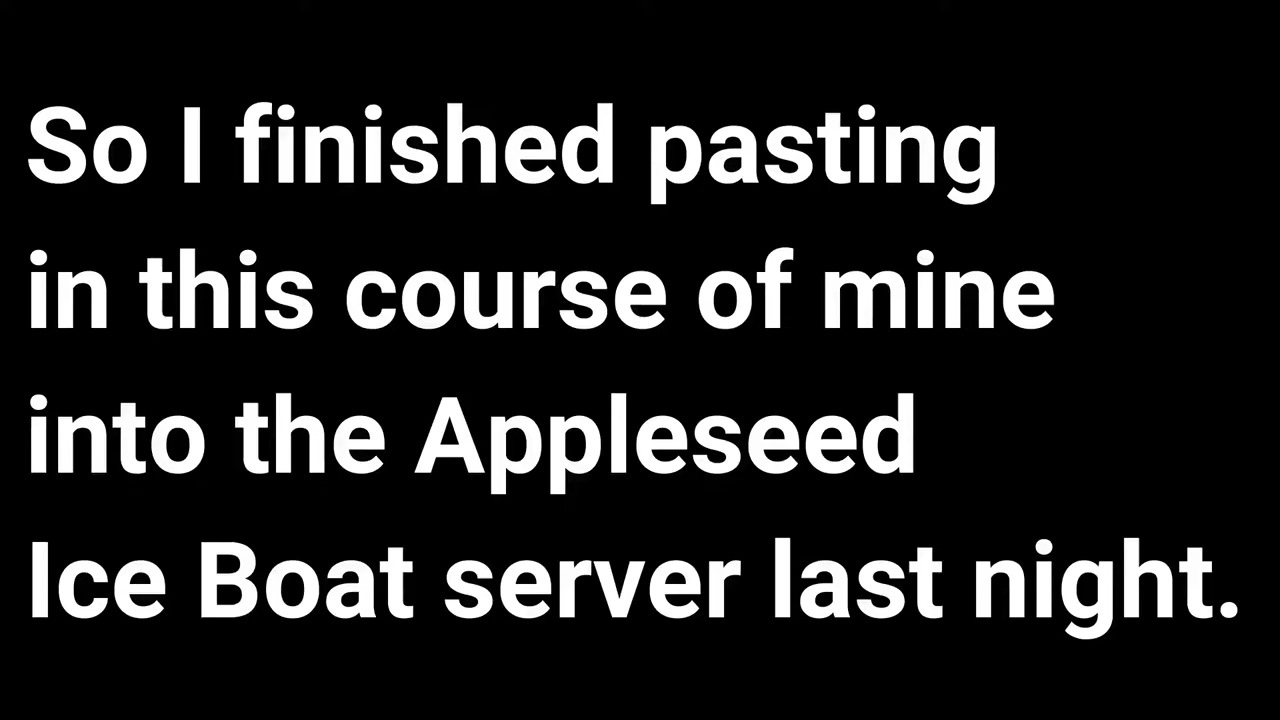 So I finished pasting
in this course of mine
into the Appleseed
Ice Boat server last night.